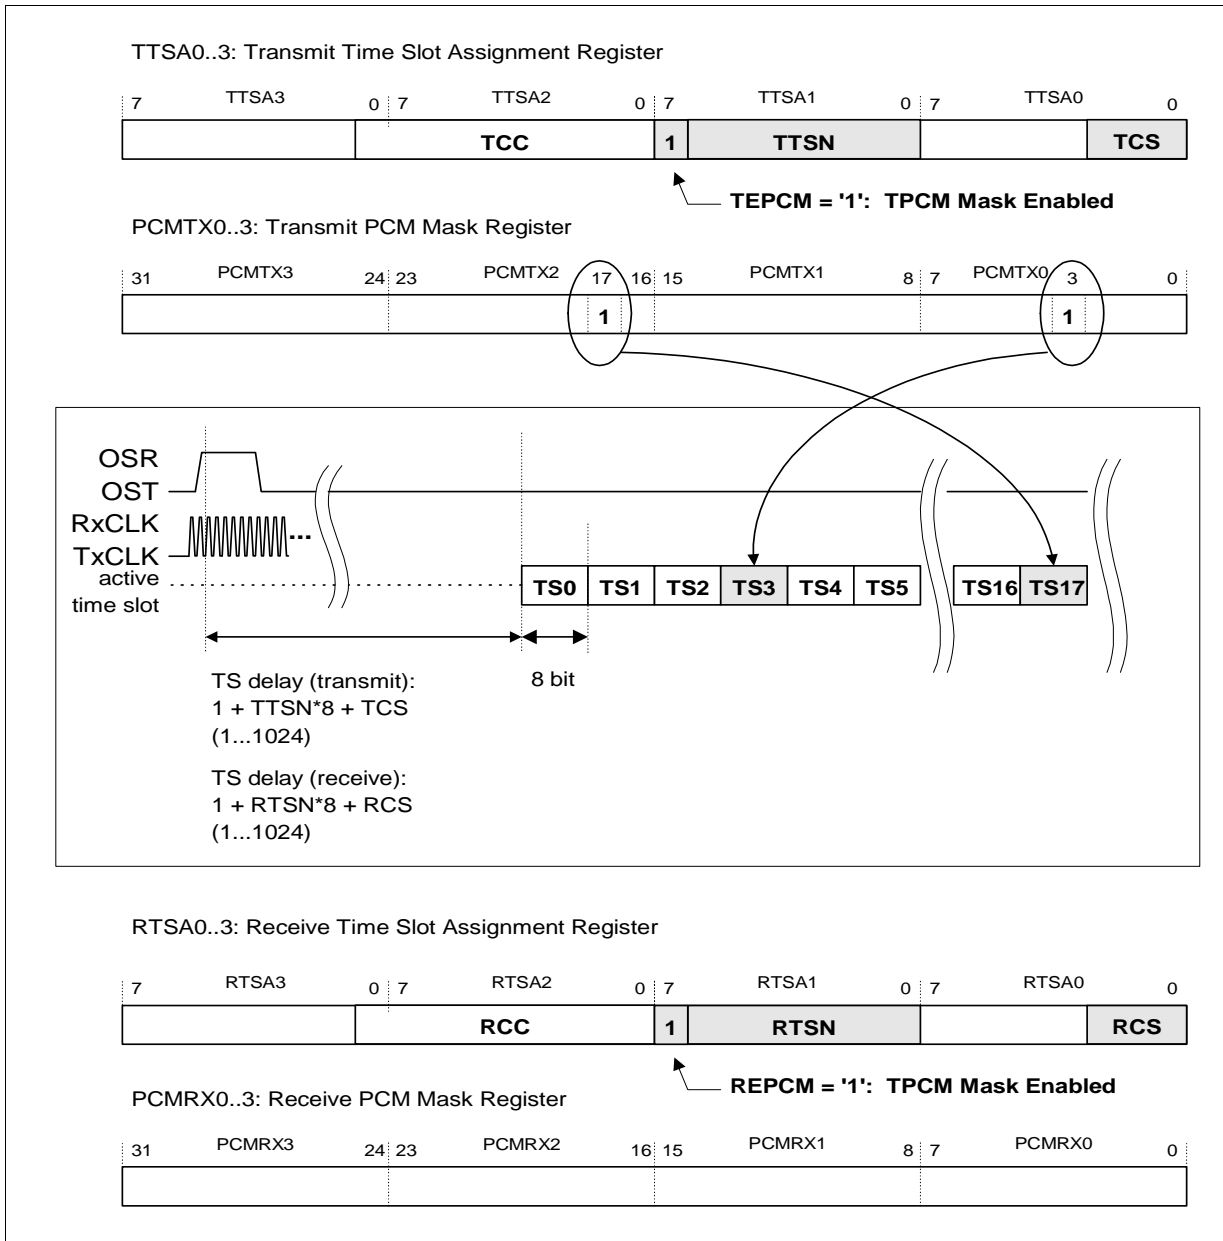 TTSA0..3: Transmit Time Slot Assignment Register
7 TTSA3 0 7 TTSA2 0 7 TTSA1 0 7 TTSA0 0
TCC 1 TTSN TCS
TEPCM = '1': TPCM Mask Enabled
PCMTX0..3: Transmit PCM Mask Register
31 PCMTX3 24 23 PCMTX2 17 16 15 PCMTX1 8 7 PCMTX0 3 0
1 1
OSR
OST
RxCLK
...
TxCLK
active
time slot
TS0 TS1 TS2 TS3 TS4 TS5 TS16 TS17
TS delay (transmit):
1 + TTSN*8 + TCS
(1...1024)
8 bit
TS delay (receive):
1 + RTSN*8 + RCS
(1...1024)
RTSA0..3: Receive Time Slot Assignment Register
7 RTSA3 0 7 RTSA2 0 7 RTSA1 0 7 RTSA0 0
RCC 1 RTSN RCS
REPCM = '1': TPCM Mask Enabled
PCMRX0..3: Receive PCM Mask Register
31 PCMRX3 24 23 PCMRX2 16 15 PCMRX1 8 7 PCMRX0 0